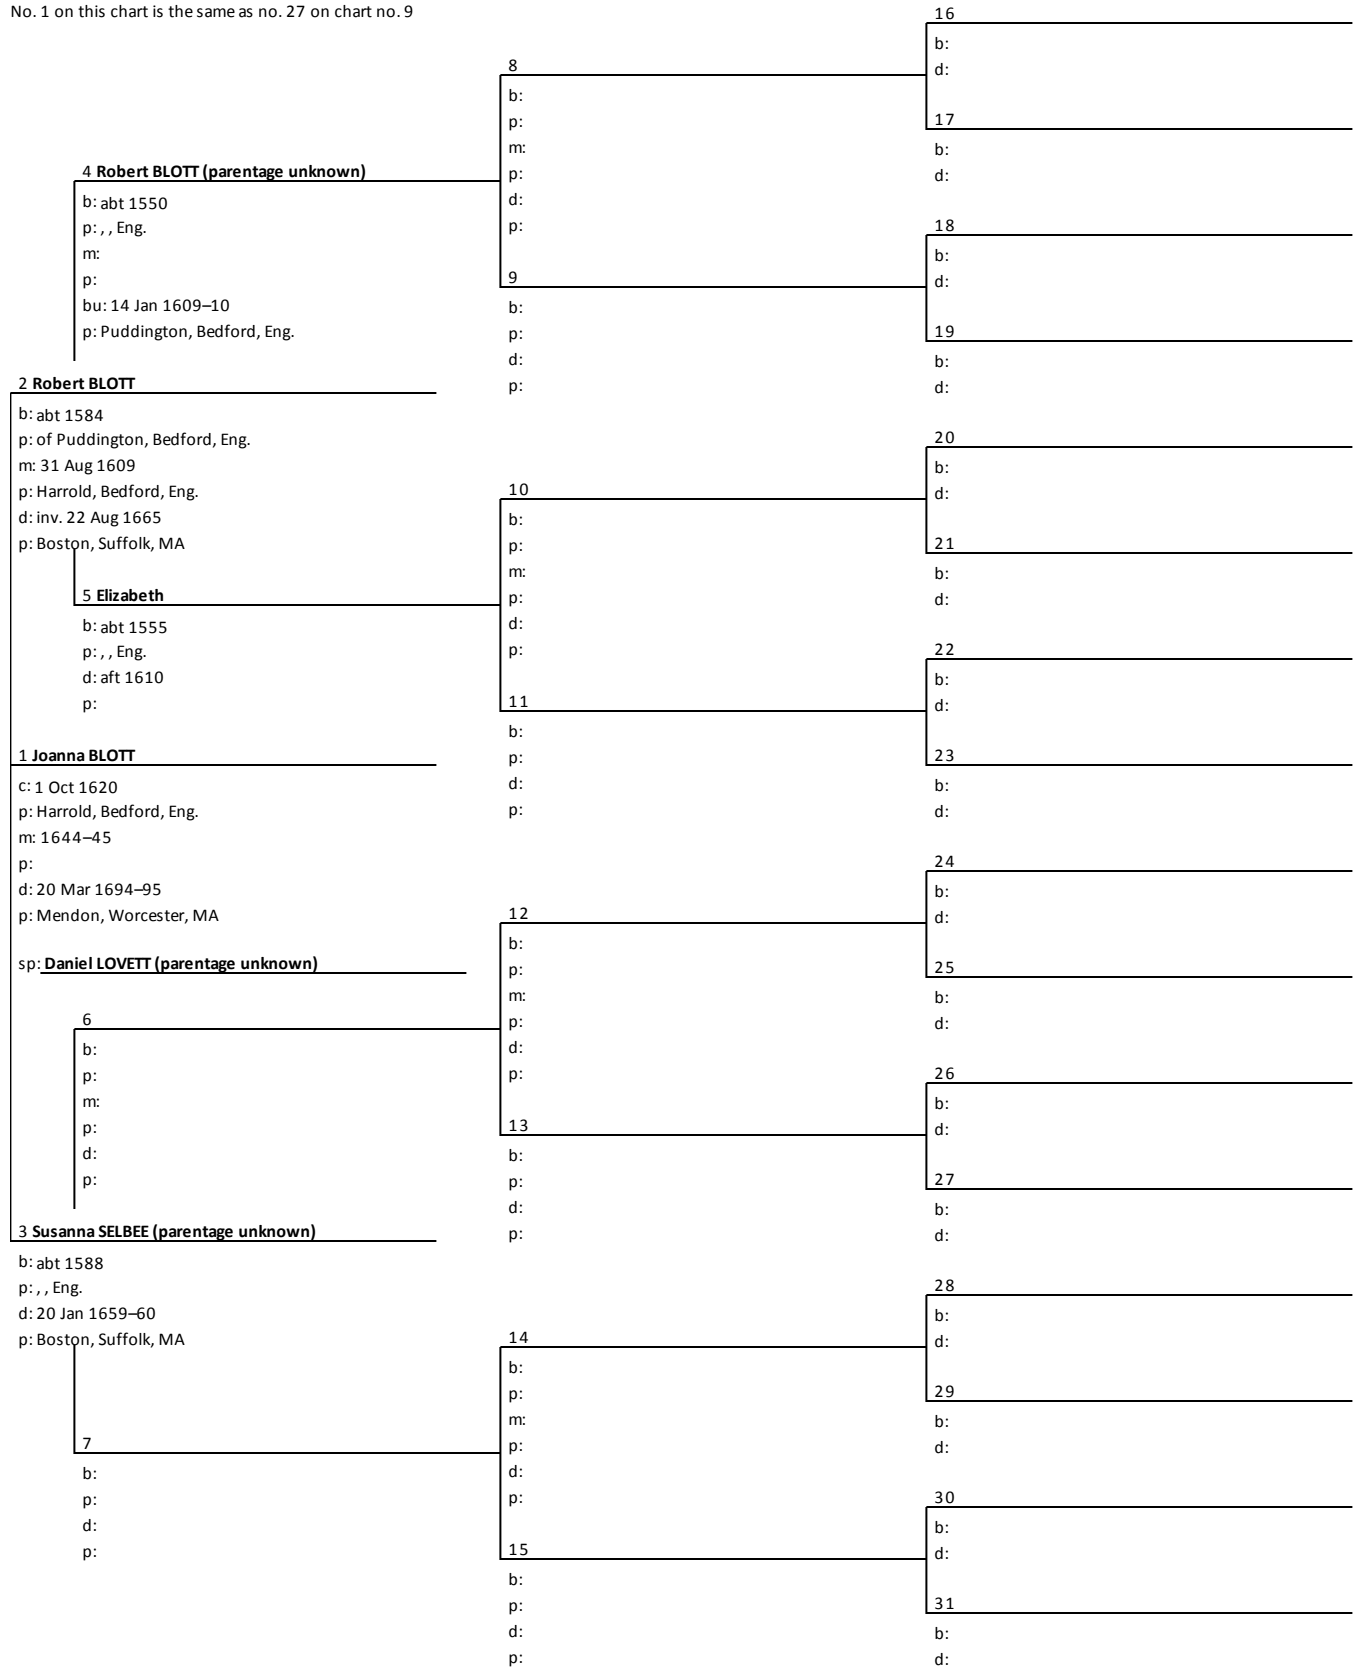 No. 1 on this chart is the same as no. 27 on chart no. 9
16
b:
d:
8
b:
p:
m:
p:
d:
p:
17
b:
d:
4 Robert BLOTT (parentage unknown)
b: abt 1550
p: , , Eng.
m:
p:
bu: 14 Jan 1609–10
p: Puddington, Bedford, Eng.
18
b:
d:
9
b:
p:
d:
p:
19
b:
d:
2 Robert BLOTT
b: abt 1584
p: of Puddington, Bedford, Eng.
m: 31 Aug 1609
p: Harrold, Bedford, Eng.
d: inv. 22 Aug 1665
p: Boston, Suffolk, MA
20
b:
d:
10
b:
p:
m:
p:
d:
p:
21
b:
d:
5 Elizabeth
b: abt 1555
p: , , Eng.
d: aft 1610
p:
22
b:
d:
11
b:
p:
d:
p:
23
b:
d:
1 Joanna BLOTT
c: 1 Oct 1620
p: Harrold, Bedford, Eng.
m: 1644–45
p:
d: 20 Mar 1694–95
p: Mendon, Worcester, MA
sp: Daniel LOVETT (parentage unknown)
24
b:
d:
12
b:
p:
m:
p:
d:
p:
25
b:
d:
6
b:
p:
m:
p:
d:
p:
26
b:
d:
13
b:
p:
d:
p:
27
b:
d:
3 Susanna SELBEE (parentage unknown)
b: abt 1588
p: , , Eng.
d: 20 Jan 1659–60
p: Boston, Suffolk, MA
28
b:
d:
14
b:
p:
m:
p:
d:
p:
29
b:
d:
7
b:
p:
d:
p:
30
b:
d:
15
b:
p:
d:
p:
31
b:
d: